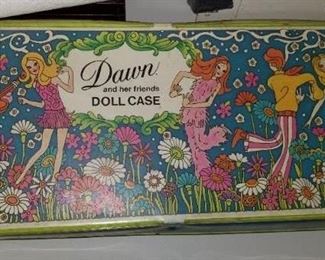 Dawn
and her friends
DOLL CASE